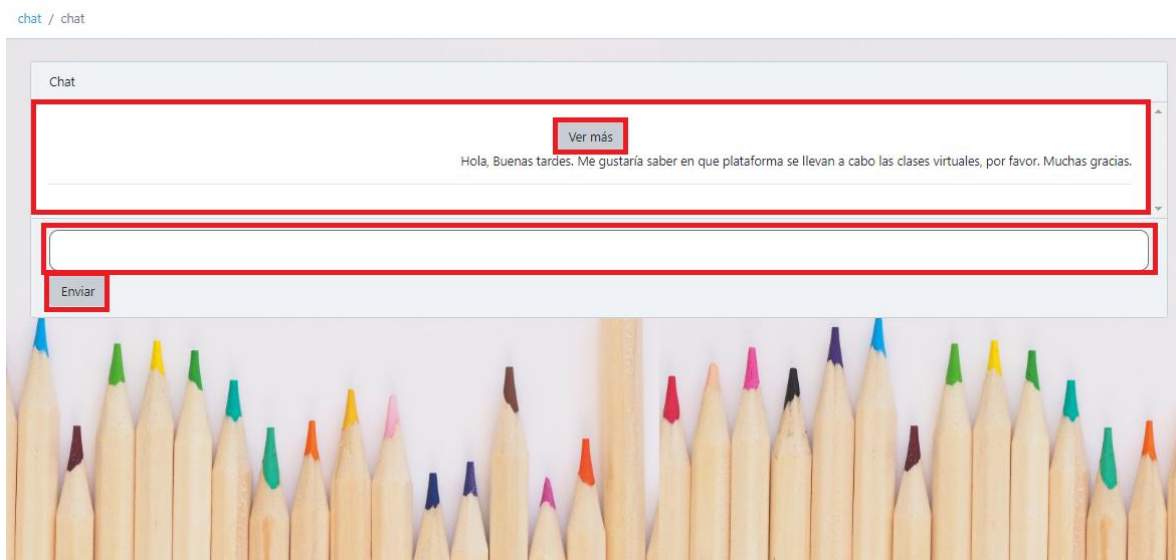 chat / chat
Chat
Ver más
Hola, Buenas tardes. Me gustaría saber en que plataforma se llevan a cabo las clases virtuales, por favor. Muchas gracias.
Enviar